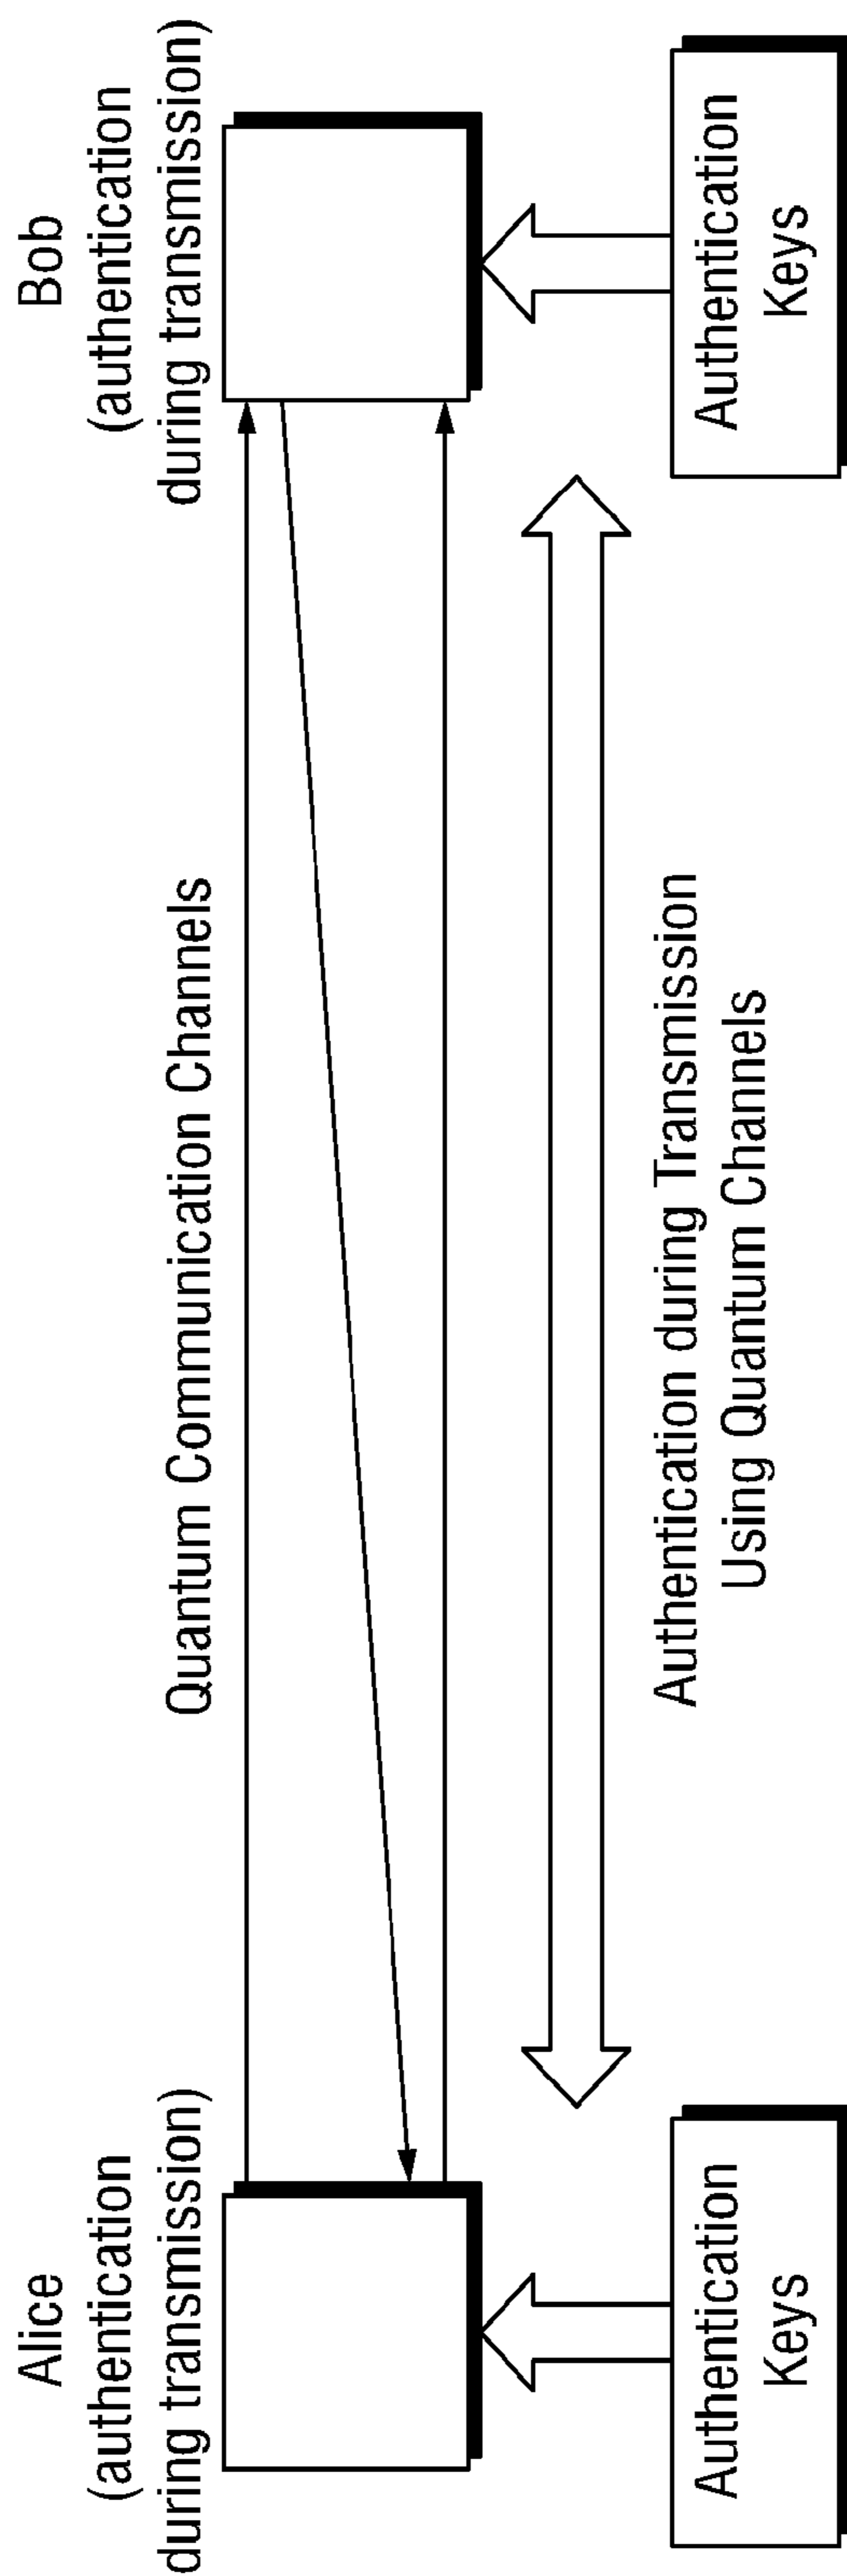 Alice
(authentication
during transmission)
Bob
(authentication
during transmission)
Quantum Communication Channels
Authentication during Transmission
Using Quantum Channels
Authentication
Keys
Authentication
Keys